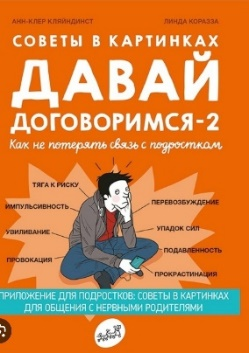 АНН-КЛЕР КЛЯЙНДИНСТ ЛИНДА КОРАЗЗА
СОВЕТЫ В КАРТИНКАХ
ДАВАЙ
ДОГОВОРИМСЯ-2
Как не потерять связь с подростком
ТЯГА К РИСКУ
ИМПУЛЬСИВНОСТЬ
ПЕРЕВОЗБУЖДЕНИЕ
УВИЛИВАНИЕ
УПАДОК СИЛ
ПОДАВЛЕННОСТЬ
ПРОВОКАЦИЯ
ПРОКРАСТИНАЦИЯ
ПРИЛОЖЕНИЕ ДЛЯ ПОДРОСТКОВ: СОВЕТЫ В КАРТИНКАХ
ДЛЯ ОБЩЕНИЯ С НЕРВНЫМИ РОДИТЕЛЯМИ